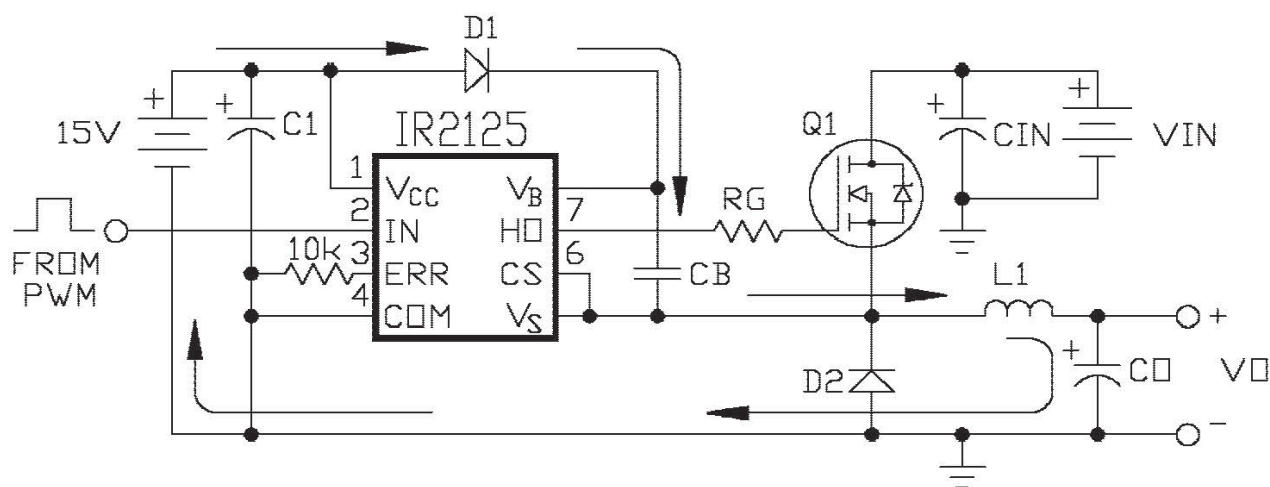 D1
+
15V
+
C1
IR2125
Q1
+
CIN
+
VIN
1
VCC
VB
2
IN
HO
7
RG
10k
3
ERR
CS
6
CB
4
COM
VS
FROM
PWM
L1
+
+
CO
VO
D2
-